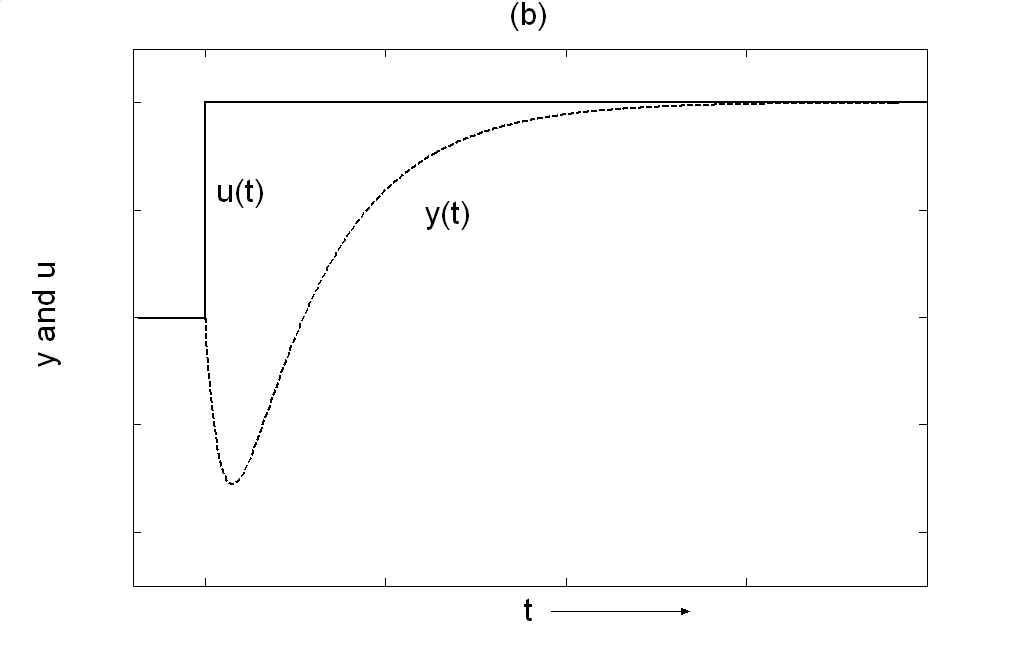 (b)
u(t)
y(t)
y and u
t